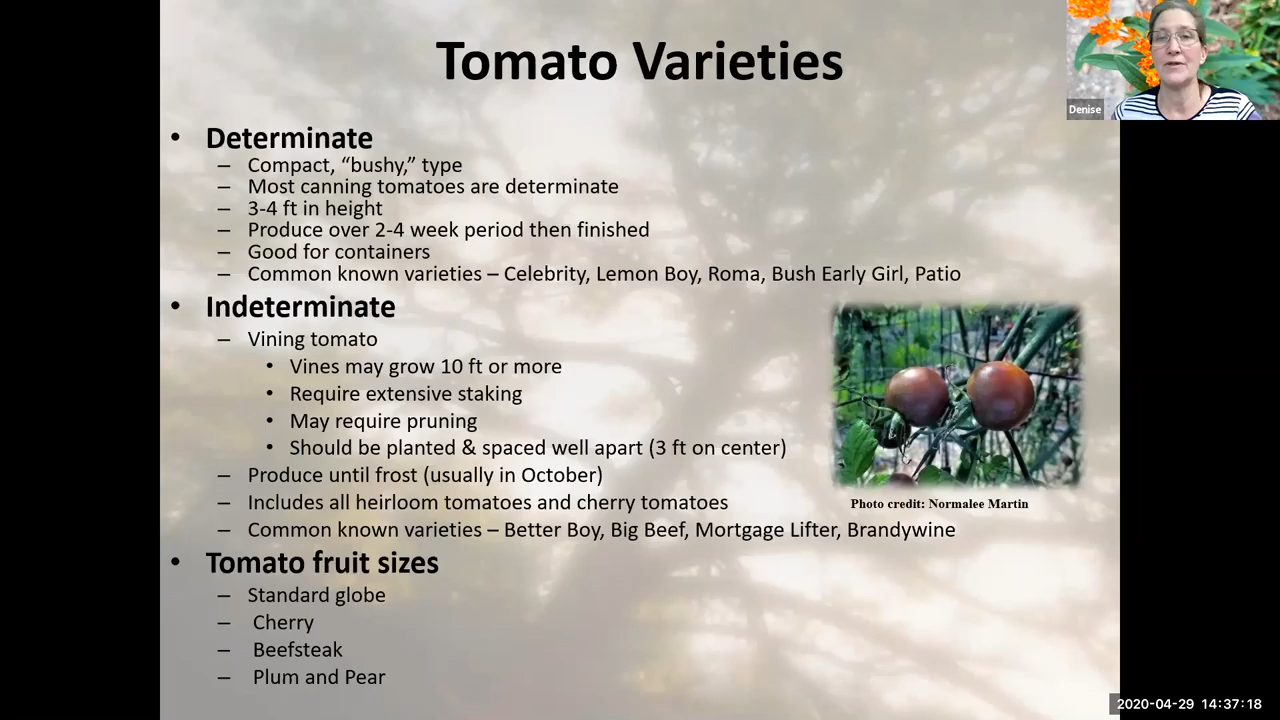 Tomato Varieties
Denise
• Determinate
– Compact, “bushy,” type
– Most canning tomatoes are determinate
– 3-4 ft in height
– Produce over 2-4 week period then finished
– Good for containers
– Common known varieties – Celebrity, Lemon Boy, Roma, Bush Early Girl, Patio
• Indeterminate
– Vining tomato
• Vines may grow 10 ft or more
• Require extensive staking
• May require pruning
• Should be planted & spaced well apart (3 ft on center)
– Produce until frost (usually in October)
– Includes all heirloom tomatoes and cherry tomatoes
Photo credit: Normalee Martin
– Common known varieties – Better Boy, Big Beef, Mortgage Lifter, Brandywine
• Tomato fruit sizes
– Standard globe
– Cherry
– Beefsteak
– Plum and Pear
2020-04-29 14:37:18